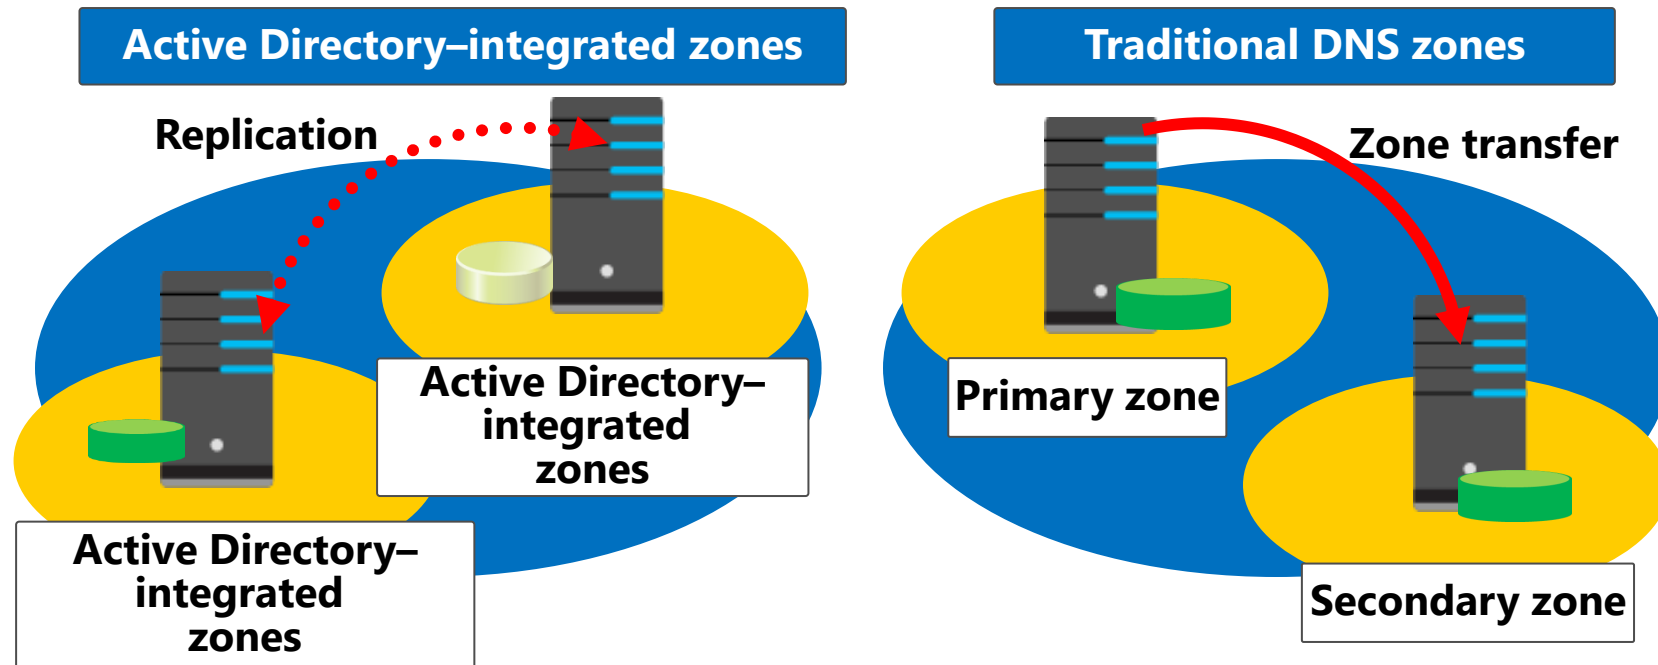 Active Directory–integrated zones
Replication
Active Directory–
integrated
zones
Active Directory–
integrated
zones
Traditional DNS zones
Zone transfer
Primary zone
Secondary zone